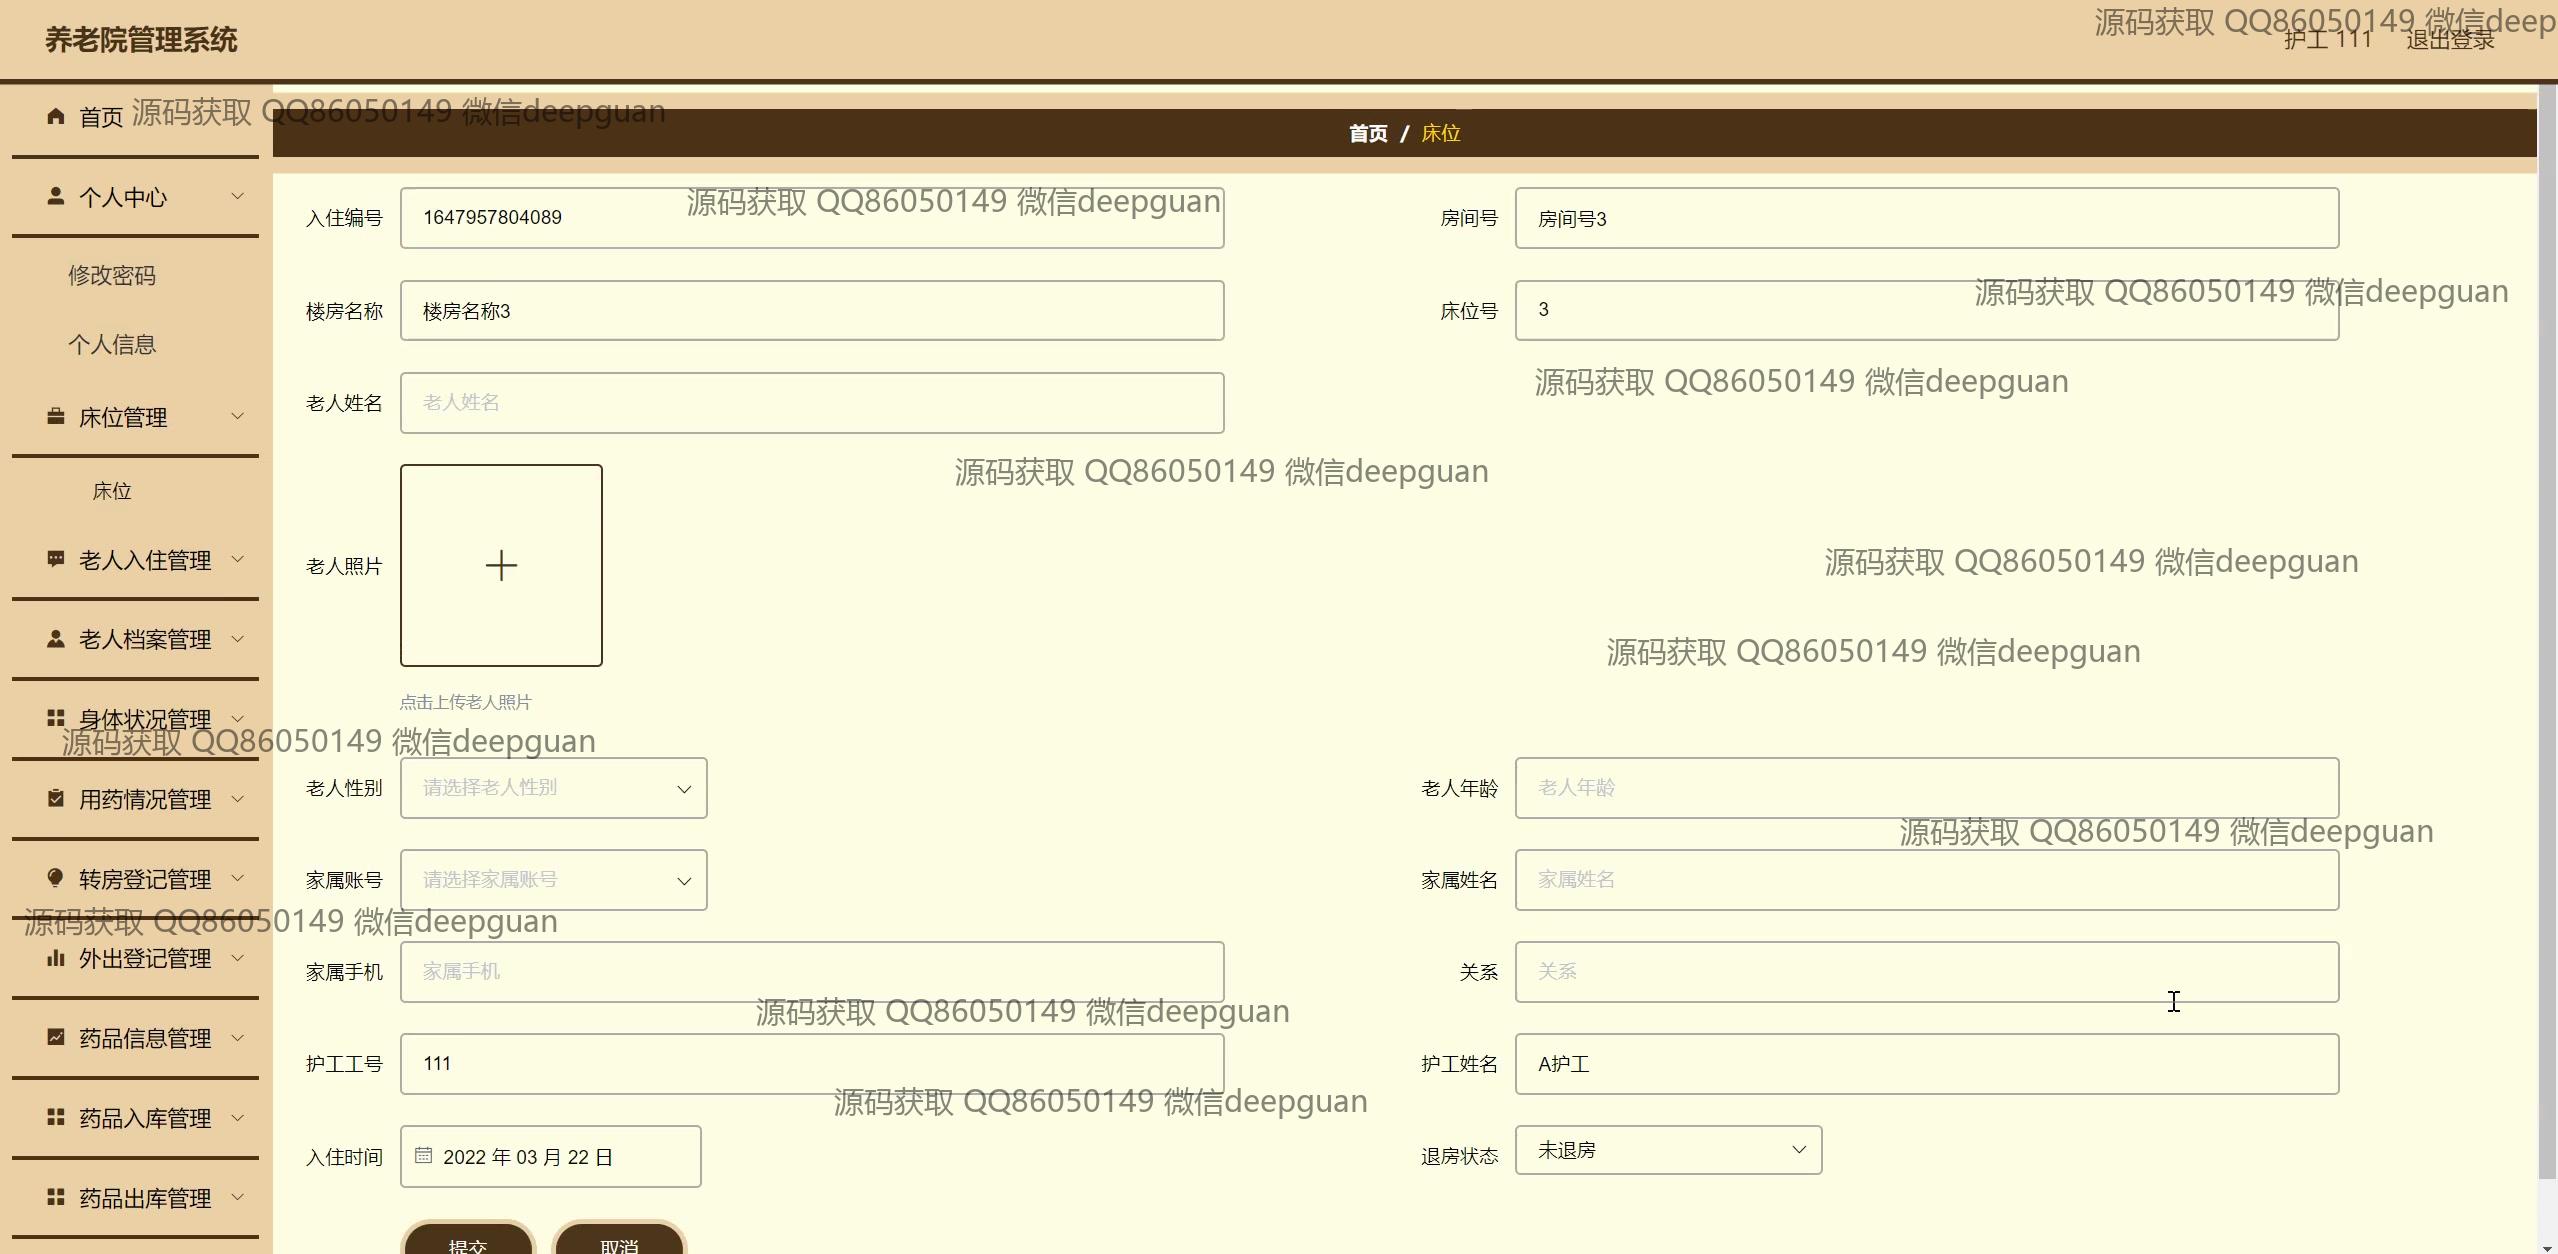 养老院管理系统
源码获取 QQ86050149 微信deep
护工 111 退出登录
首页
源码获取 QQ86050149 微信deepguan
首页 / 床位
个人中心
修改密码
个人信息
床位管理
床位
老人入住管理
老人档案管理
身体状况管理
源码获取 QQ86050149 微信deepguan
用药情况管理
转房登记管理
源码获取 QQ86050149 微信deepguan
外出登记管理
药品信息管理
药品入库管理
药品出库管理
入住编号 1647957804089
源码获取 QQ86050149 微信deepguan
房间号 房间号3
楼房名称 楼房名称3
床位号 3
源码获取 QQ86050149 微信deepguan
老人姓名 老人姓名
源码获取 QQ86050149 微信deepguan
源码获取 QQ86050149 微信deepguan
老人照片
源码获取 QQ86050149 微信deepguan
源码获取 QQ86050149 微信deepguan
点击上传老人照片
老人性别 请选择老人性别
老人年龄 老人年龄
源码获取 QQ86050149 微信deepguan
家属账号 请选择家属账号
家属姓名 家属姓名
家属手机 家属手机
关系 关系
源码获取 QQ86050149 微信deepguan
护工工号 111
护工姓名 A护工
源码获取 QQ86050149 微信deepguan
入住时间 2022 年 03 月 22 日
退房状态 未退房
提交 取消